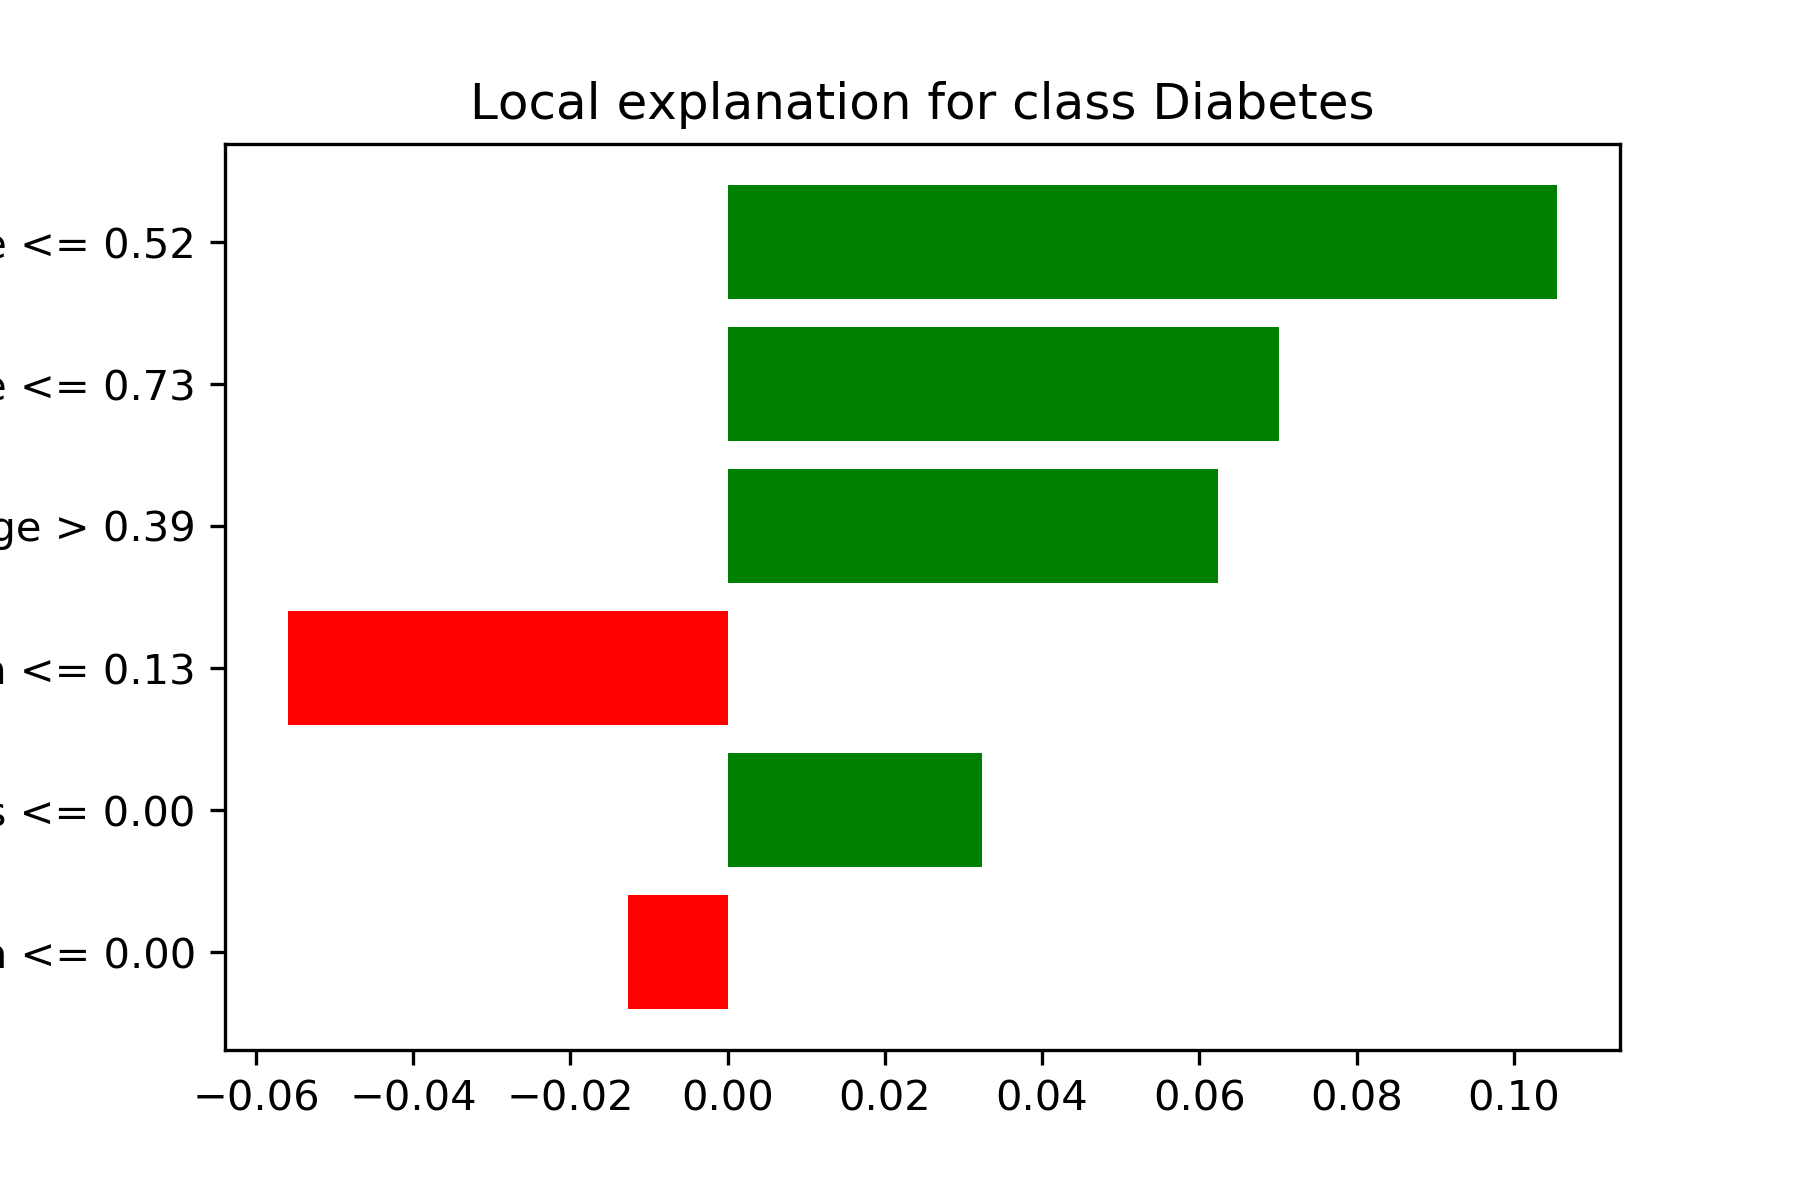 Local explanation for class Diabetes
e <= 0.52
e <= 0.73
ge > 0.39
<= 0.13
s <= 0.00
<= 0.00
−0.06 −0.04 −0.02 0.00 0.02 0.04 0.06 0.08 0.10